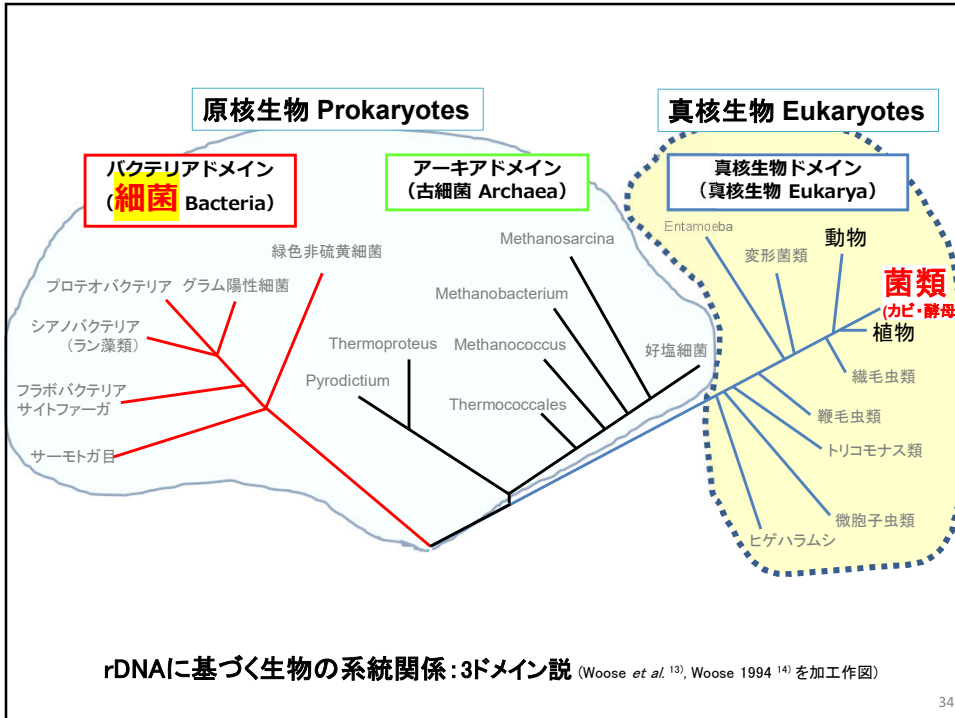 原核生物 Prokaryotes
真核生物 Eukaryotes
バクテリアドメイン
（細菌 Bacteria）
アーキアドメイン
（古細菌 Archaea）
真核生物ドメイン
（真核生物 Eukarya）
緑色非硫黄細菌
プロテオバクテリア
グラム陽性細菌
シアノバクテリア
（ラン藻類）
フラボバクテリア
サイトファーガ
サーモトガ目
Methanosarcina
Methanobacterium
Methanococcus
Thermoproteus
Pyrodictium
Thermococcales
好塩細菌
Entamoeba
変形菌類
動物
菌類
(カビ・酵母
植物
繊毛虫類
鞭毛虫類
トリコモナス類
微胞子虫類
ヒゲハラムシ
rDNAに基づく生物の系統関係：3ドメイン説 (Woose et al. 13), Woose 1994 14) を加工作図)
34